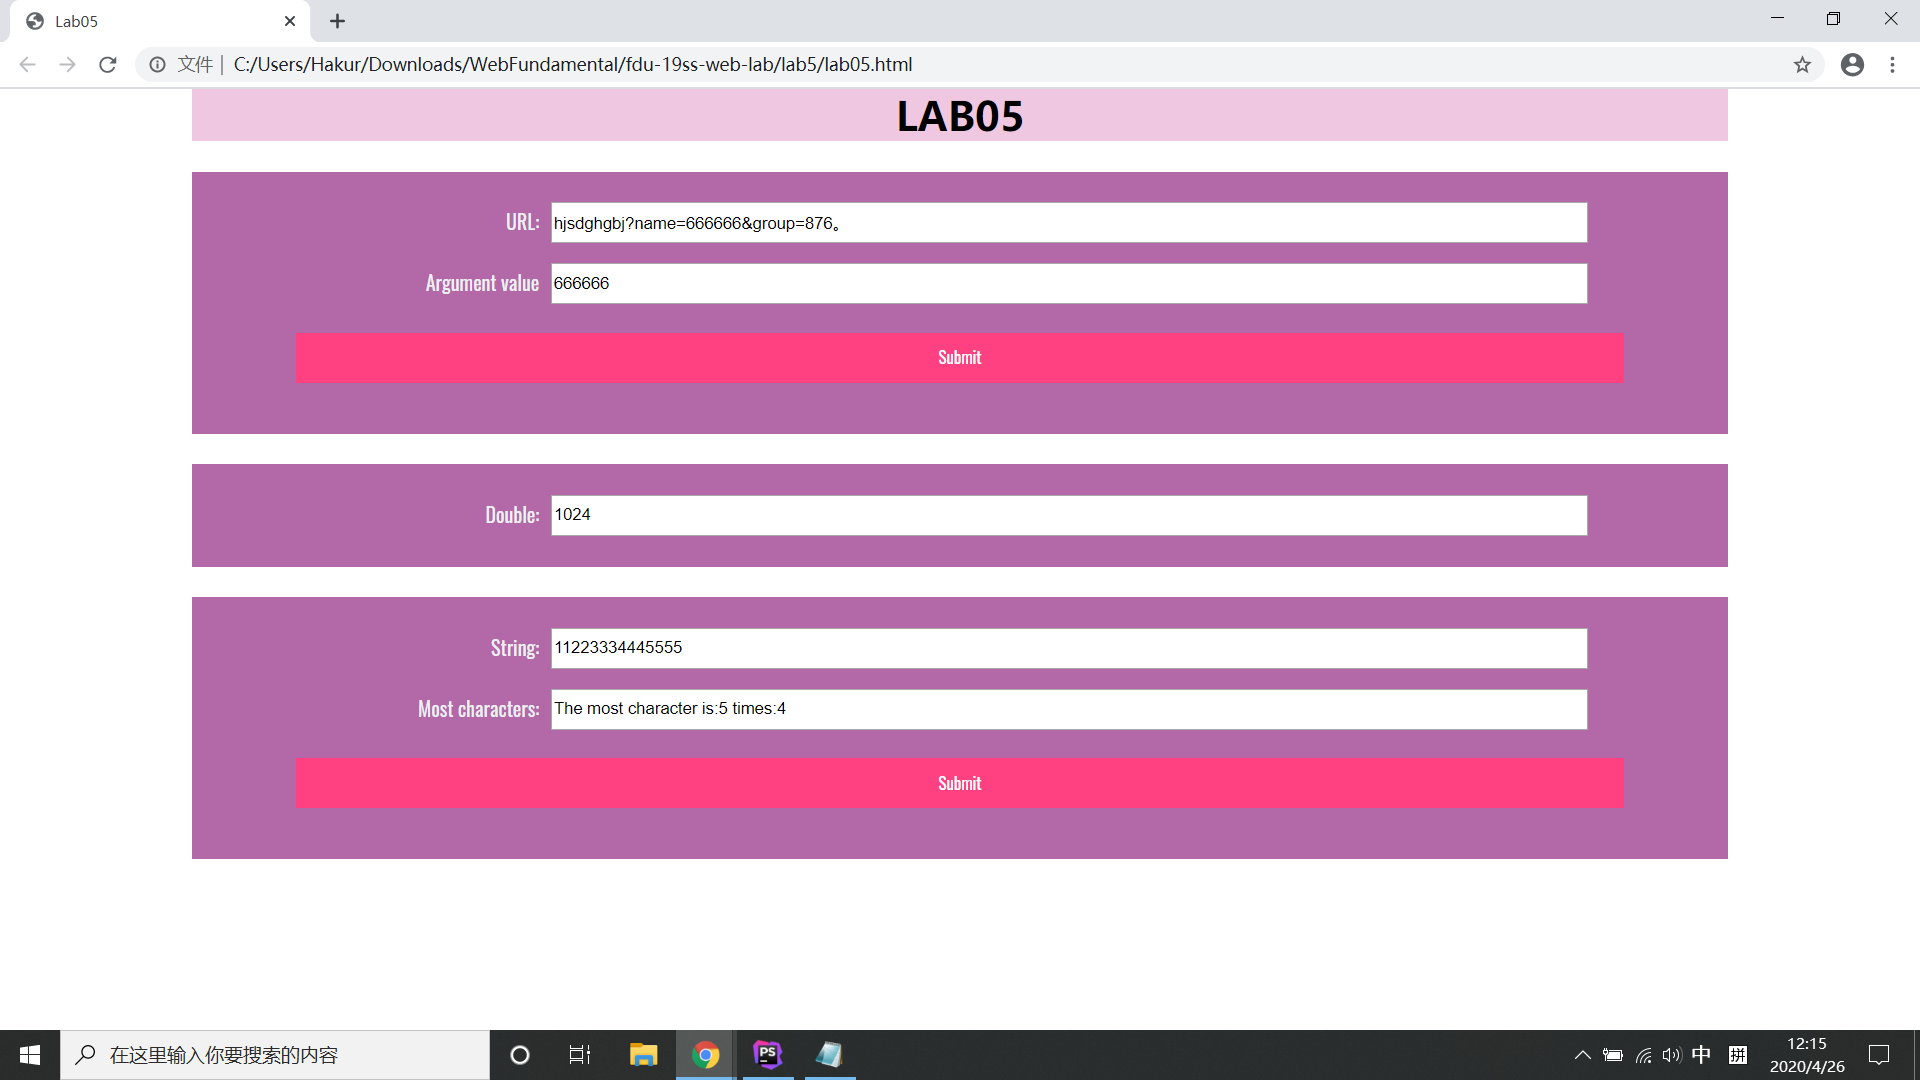 Lab05
文件 | C:/Users/Hakur/Downloads/WebFundamental/fdu-19ss-web-lab/lab5/lab05.html
LAB05
URL: hjsdghgbj?name=666666&group=876。
Argument value 666666
Submit
Double: 1024
String: 11223334445555
Most characters: The most character is:5 times:4
Submit
在这里输入你要搜索的内容
PS
中
拼
12:15
2020/4/26